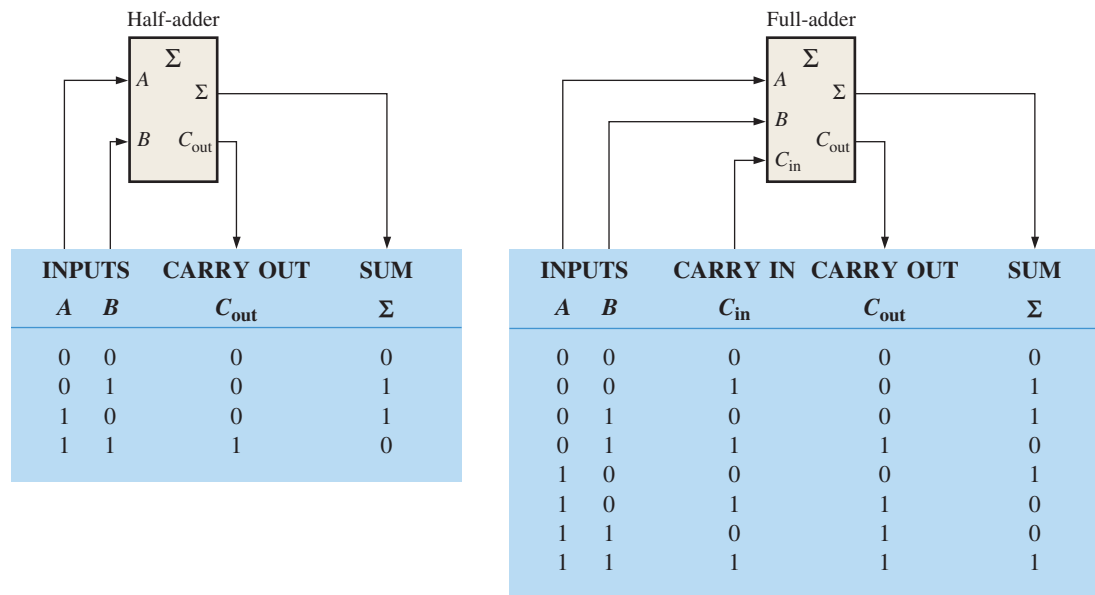 Half-adder
Σ
A
Σ
B Cout
INPUTS CARRY OUT SUM
A B Cout Σ
0 0 0 0
0 1 0 1
1 0 0 1
1 1 1 0
Full-adder
Σ
A
Σ
B
Cout
Cin
INPUTS CARRY IN CARRY OUT SUM
A B Cin Cout Σ
0 0 0 0 0
0 0 1 0 1
0 1 0 0 1
0 1 1 1 0
1 0 0 0 1
1 0 1 1 0
1 1 0 1 0
1 1 1 1 1